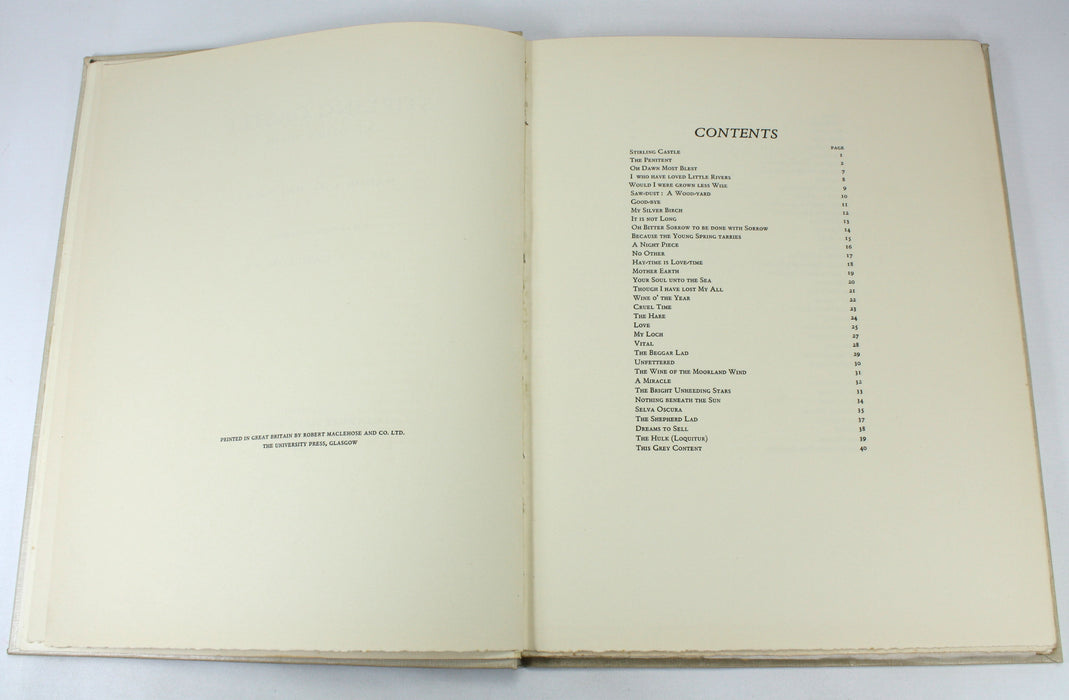 PRINTED IN GREAT BRITAIN BY ROBERT MACLEHOSE AND CO. LTD.
THE UNIVERSITY PRESS, GLASGOW
CONTENTS
PAGE
Stirling Castle 1
The Penitent 2
Oh Dawn Most Blest 7
I who have loved Little Rivers 8
Would I were grown less Wise 9
Saw-dust: A Wood-yard 10
Good-bye 11
My Silver Birch 12
It is not Long 13
Oh Bitter Sorrow to be done with Sorrow 14
Because the Young Spring tarries 15
A Night Piece 16
No Other 17
Hay-time is Love-time 18
Mother Earth 19
Your Soul unto the Sea 20
Though I have lost My All 21
Wine o' the Year 22
Cruel Time 23
The Hare 24
Love 25
My Loch 27
Vital 28
The Beggar Lad 29
Unfettered 30
The Wine of the Moorland Wind 31
A Miracle 32
The Bright Unheeding Stars 33
Nothing beneath the Sun 34
Selva Oscura 35
The Shepherd Lad 37
Dreams to Sell 38
The Hulk (Loquitur) 39
This Grey Content 40